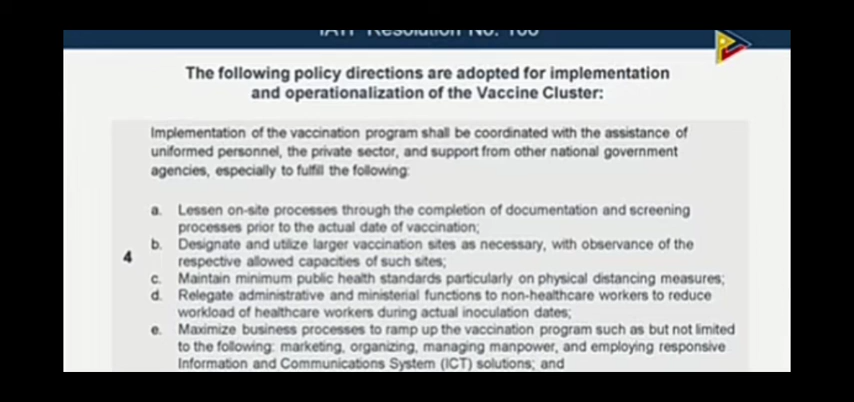 IATF Resolution No. 106
The following policy directions are adopted for implementation
and operationalization of the Vaccine Cluster:
Implementation of the vaccination program shall be coordinated with the assistance of
uniformed personnel, the private sector, and support from other national government
agencies, especially to fulfill the following:
4
a. Lessen on-site processes through the completion of documentation and screening
processes prior to the actual date of vaccination;
b. Designate and utilize larger vaccination sites as necessary, with observance of the
respective allowed capacities of such sites;
c. Maintain minimum public health standards particularly on physical distancing measures;
d. Relegate administrative and ministerial functions to non-healthcare workers to reduce
workload of healthcare workers during actual inoculation dates;
e. Maximize business processes to ramp up the vaccination program such as but not limited
to the following: marketing, organizing, managing manpower, and employing responsive
Information and Communications System (ICT) solutions; and